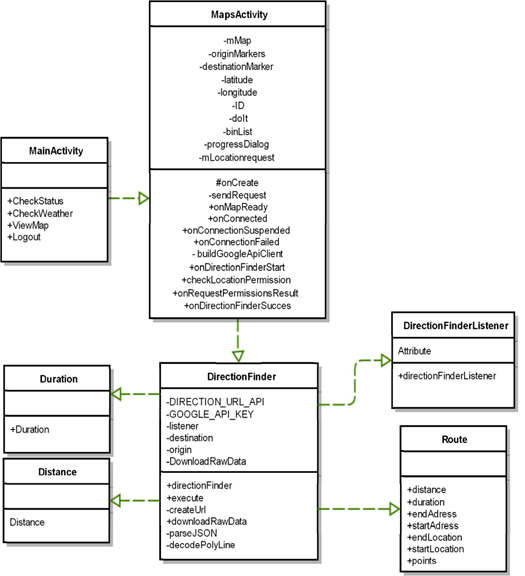 MapsActivity
-mMap
-originMarkers
-destinationMarker
-latitude
-longitude
-ID
-doIt
-binList
-progressDialog
-mLocationrequest
#onCreate
-sendRequest
+onMapReady
+onConnected
+onConnectionSuspended
+onConnectionFailed
- buildGoogleApiClient
+onDirectionFinderStart
+checkLocationPermission
+onRequestPermissionsResult
+onDirectionFinderSucces
MainActivity
+CheckStatus
+CheckWeather
+ViewMap
+Logout
DirectionFinderListener
Attribute
+directionFinderListener
Duration
+Duration
DirectionFinder
-DIRECTION_URL_API
-GOOGLE_API_KEY
-listener
-destination
-origin
-DownloadRawData
+directionFinder
+execute
-createUrl
+downloadRawData
-parseJSON
-decodePolyLine
Distance
Distance
Route
+distance
+duration
+endAdress
+startAdress
+endLocation
+startLocation
+points